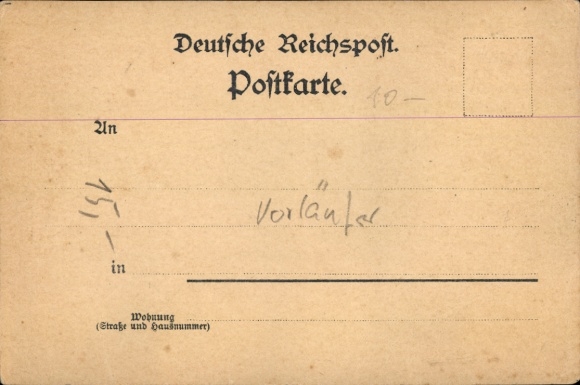 Deutsche Reichspost.
Postkarte.
10-
An
15,-
Vorläufer
in
Wohnung
(Straße und Hausnummer)